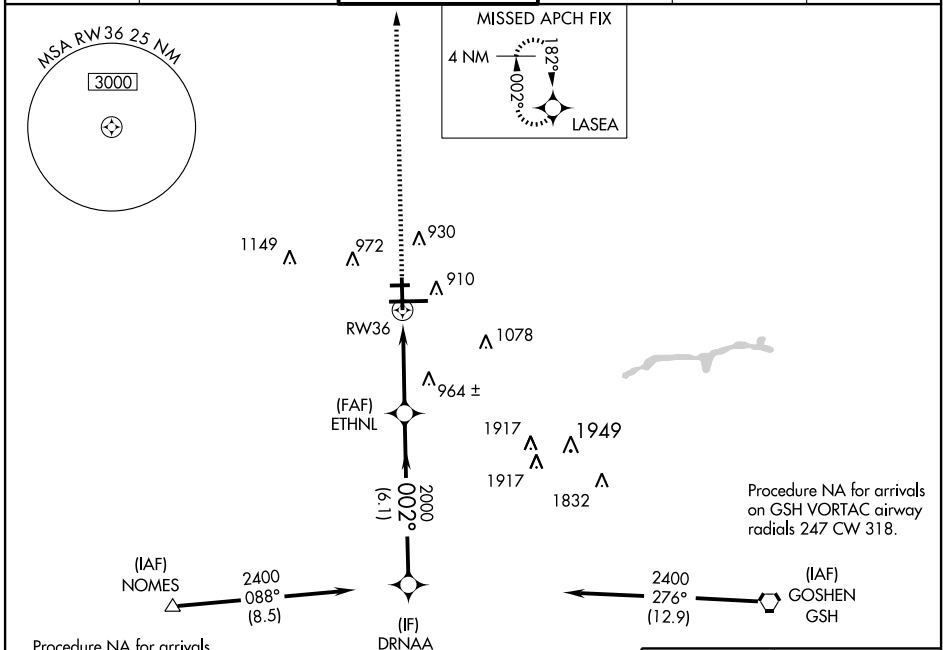 MSA RW36 25 NM
3000
MISSED APCH FIX
4 NM
182°
002°
LASEA
1149
972
930
910
RW36
1078
964 ±
(FAF)
ETHNL
1917
1949
1917
1832
2000
002°
(6.1)
Procedure NA for arrivals
on GSH VORTAC airway
radials 247 CW 318.
(IAF)
NOMES
2400
088°
(8.5)
2400
276°
(12.9)
(IAF)
GOSHEN
GSH
(IF)
DRNAA
Procedure NA for arrivals